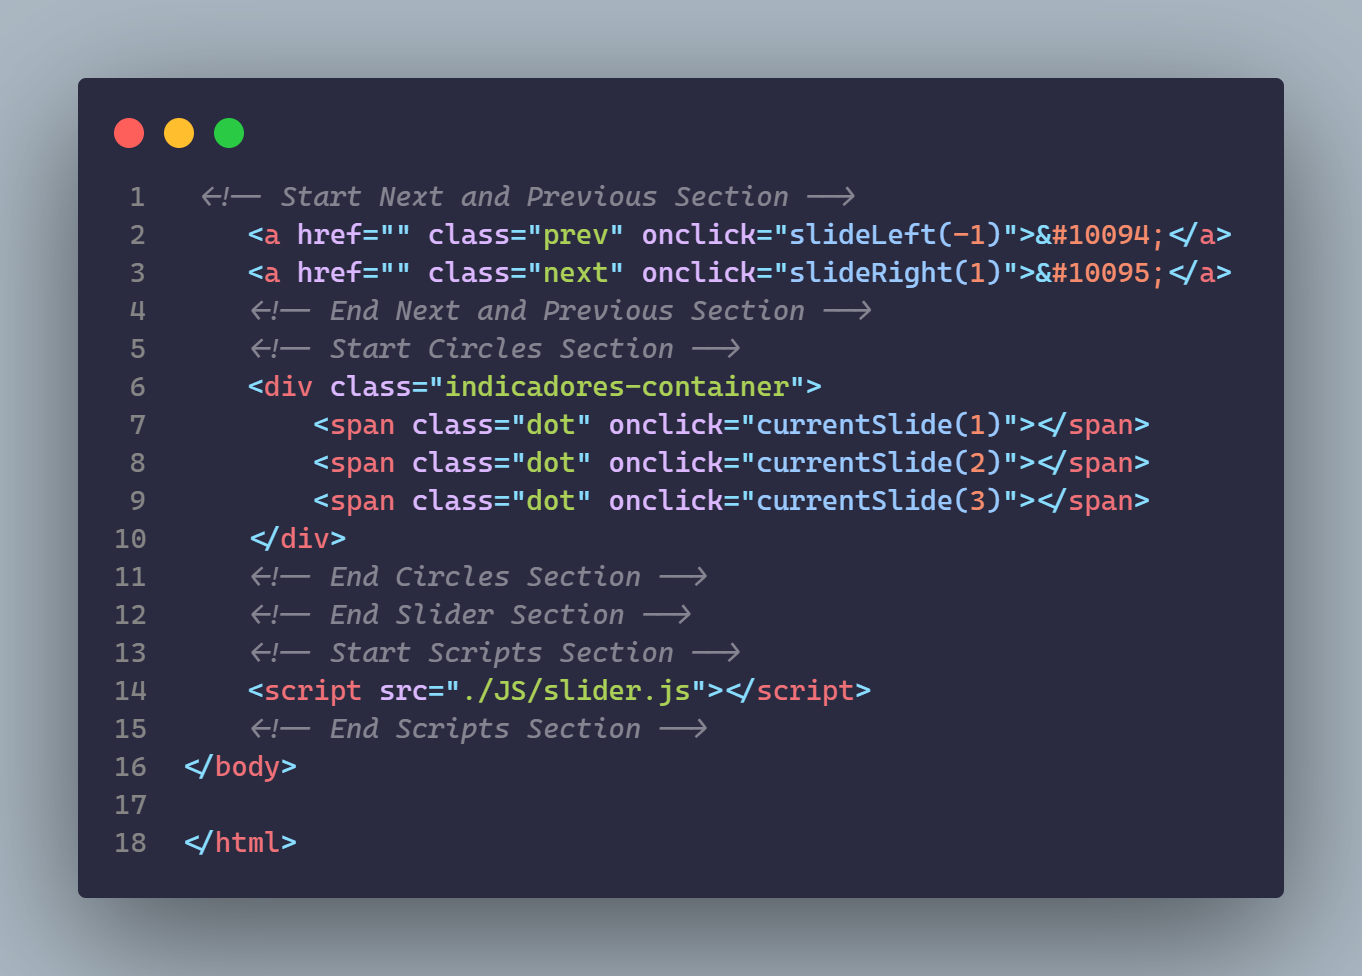 1 <!-- Start Next and Previous Section -->
2 <a href="" class="prev" onclick="slideLeft(-1)">&#10094;</a>
3 <a href="" class="next" onclick="slideRight(1)">&#10095;</a>
4 <!-- End Next and Previous Section -->
5 <!-- Start Circles Section -->
6 <div class="indicadores-container">
7 <span class="dot" onclick="currentSlide(1)"></span>
8 <span class="dot" onclick="currentSlide(2)"></span>
9 <span class="dot" onclick="currentSlide(3)"></span>
10 </div>
11 <!-- End Circles Section -->
12 <!-- End Slider Section -->
13 <!-- Start Scripts Section -->
14 <script src="./JS/slider.js"></script>
15 <!-- End Scripts Section -->
16 </body>
17
18 </html>